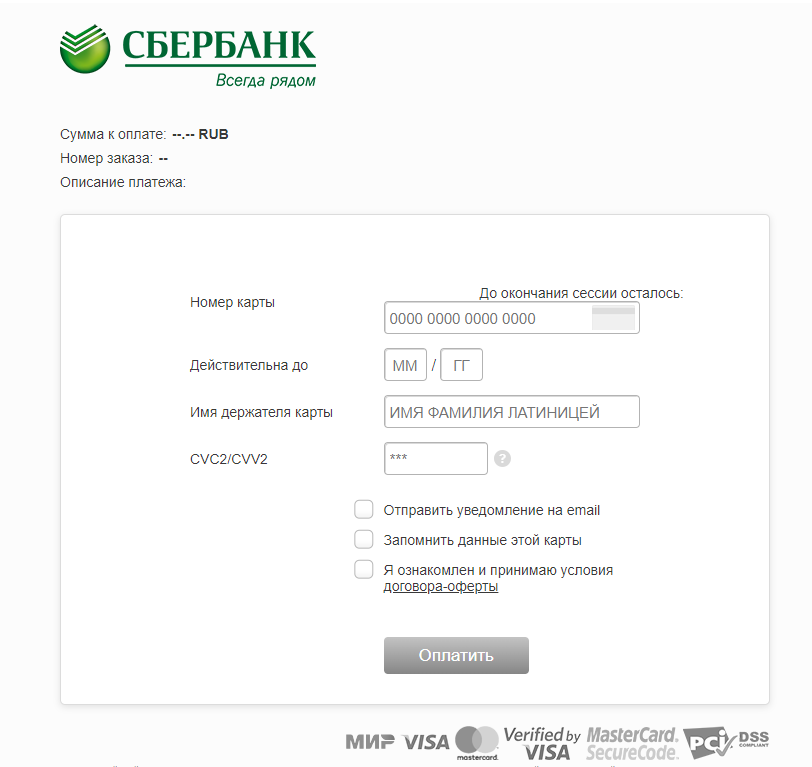 СБЕРБАНК
Всегда рядом
Сумма к оплате: --.-- RUB
Номер заказа: --
Описание платежа:
До окончания сессии осталось:
Номер карты
0000 0000 0000 0000
Действительна до
ММ / ГГ
Имя держателя карты
ИМЯ ФАМИЛИЯ ЛАТИНИЦЕЙ
CVC2/CVV2
*** ?
Отправить уведомление на email
Запомнить данные этой карты
Я ознакомлен и принимаю условия
договора-оферты
Оплатить
МИР VISA mastercard. Verified by VISA MasterCard. SecureCode. PCI DSS COMPLIANT